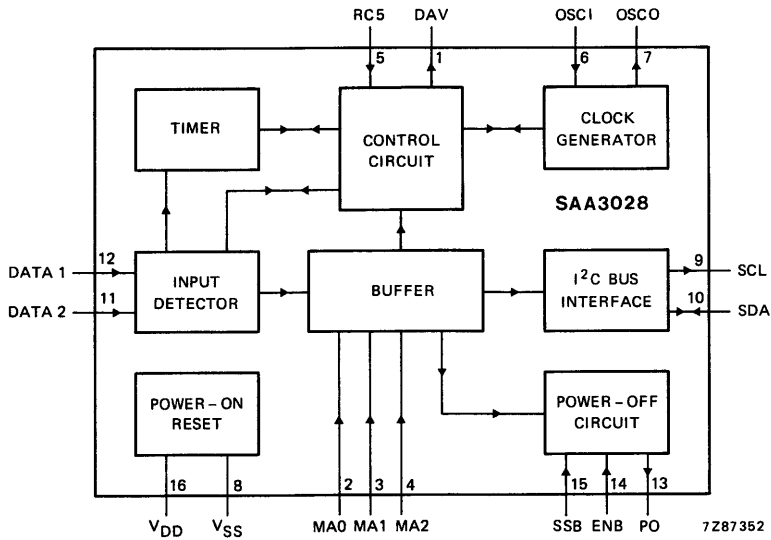 RC5 DAV OSCI OSCO
5 1 6 7
TIMER
CONTROL
CIRCUIT
CLOCK
GENERATOR
SAA3028
DATA 1 12
DATA 2 11
INPUT
DETECTOR
BUFFER
I²C BUS
INTERFACE
9 SCL
10 SDA
POWER – ON
RESET
POWER – OFF
CIRCUIT
16 8 2 3 4 15 14 13
VDD VSS MA0 MA1 MA2 SSB ENB PO 7Z87352